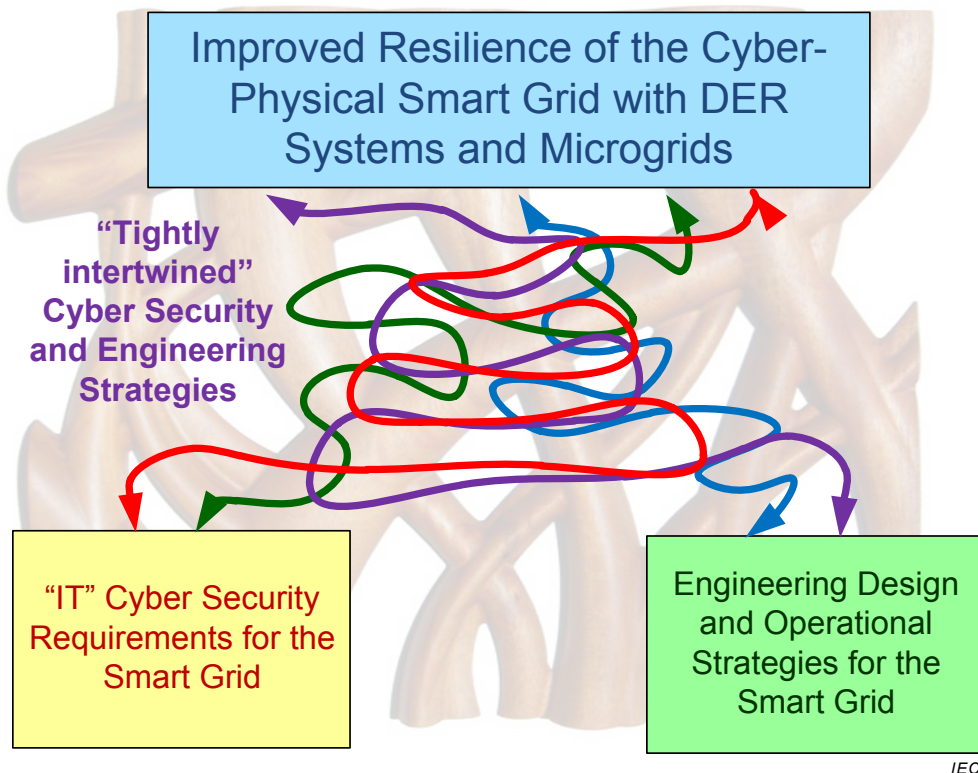 Improved Resilience of the Cyber-
Physical Smart Grid with DER
Systems and Microgrids
“Tightly
intertwined”
Cyber Security
and Engineering
Strategies
“IT” Cyber Security
Requirements for the
Smart Grid
Engineering Design
and Operational
Strategies for the
Smart Grid
IEC